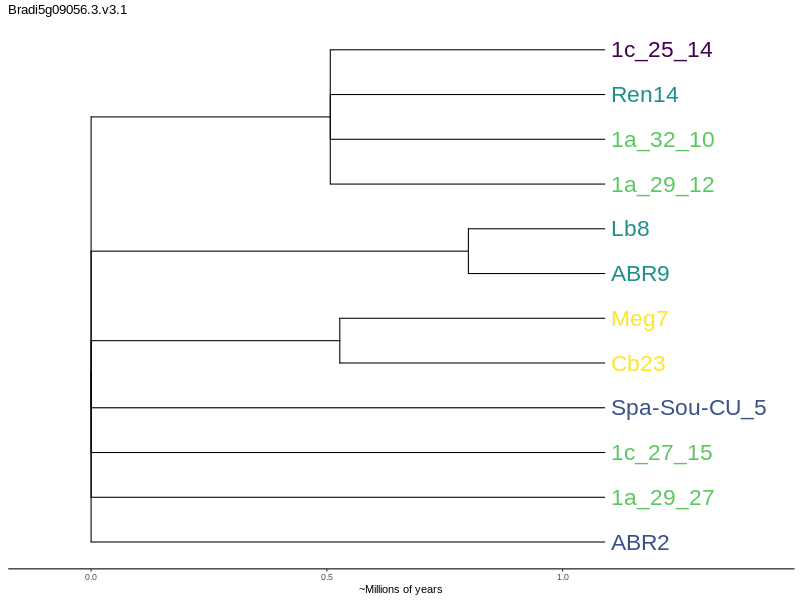 Bradi5g09056.3.v3.1
1c_25_14
Ren14
1a_32_10
1a_29_12
Lb8
ABR9
Meg7
Cb23
Spa-Sou-CU_5
1c_27_15
1a_29_27
ABR2
0.0 0.5 1.0
~Millions of years